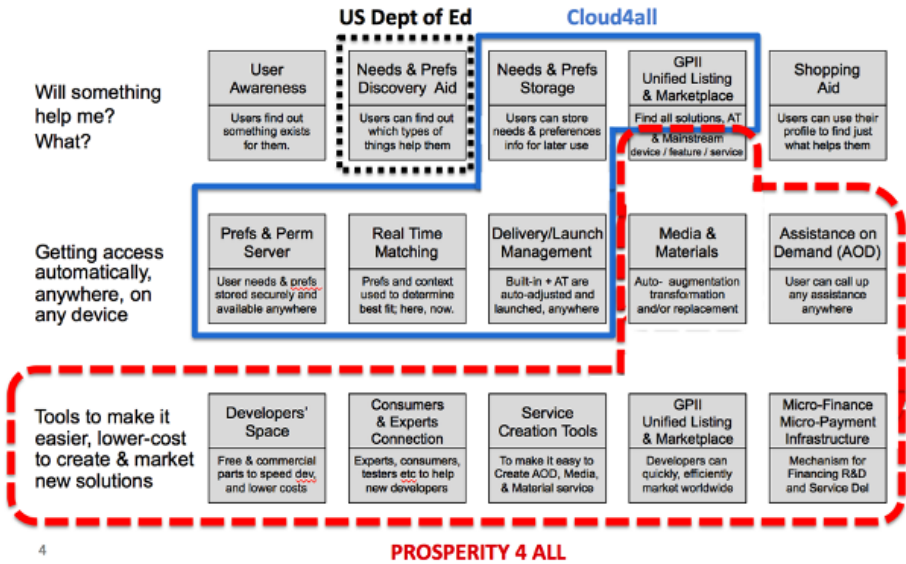 US Dept of Ed
Cloud4all
Will something
help me?
What?
User
Awareness
Users find out
something exists
for them.
Needs & Prefs
Discovery Aid
Users can find out
which types of
things help them
Needs & Prefs
Storage
Users can store
needs & preferences
info for later use
GPII
Unified Listing
& Marketplace
Find all solutions, AT
& Mainstream
device / feature / service
Shopping
Aid
Users can use their
profile to find just
what helps them
Getting access
automatically,
anywhere, on
any device
Prefs & Perm
Server
User needs & prefs
stored securely and
available anywhere
Real Time
Matching
Prefs and context
used to determine
best fit; here, now.
Delivery/Launch
Management
Built-in + AT are
auto-adjusted and
launched, anywhere
Media &
Materials
Auto- augmentation
transformation
and/or replacement
Assistance on
Demand (AOD)
User can call up
any assistance
anywhere
Tools to make it
easier, lower-cost
to create & market
new solutions
Developers'
Space
Free & commercial
parts to speed dev,
and lower costs
Consumers
& Experts
Connection
Experts, consumers,
testers etc to help
new developers
Service
Creation Tools
To make it easy to
Create AOD, Media,
& Material service
GPII
Unified Listing
& Marketplace
Developers can
quickly, efficiently
market worldwide
Micro-Finance
Micro-Payment
Infrastructure
Mechanism for
Financing R&D
and Service Del
4
PROSPERITY 4 ALL